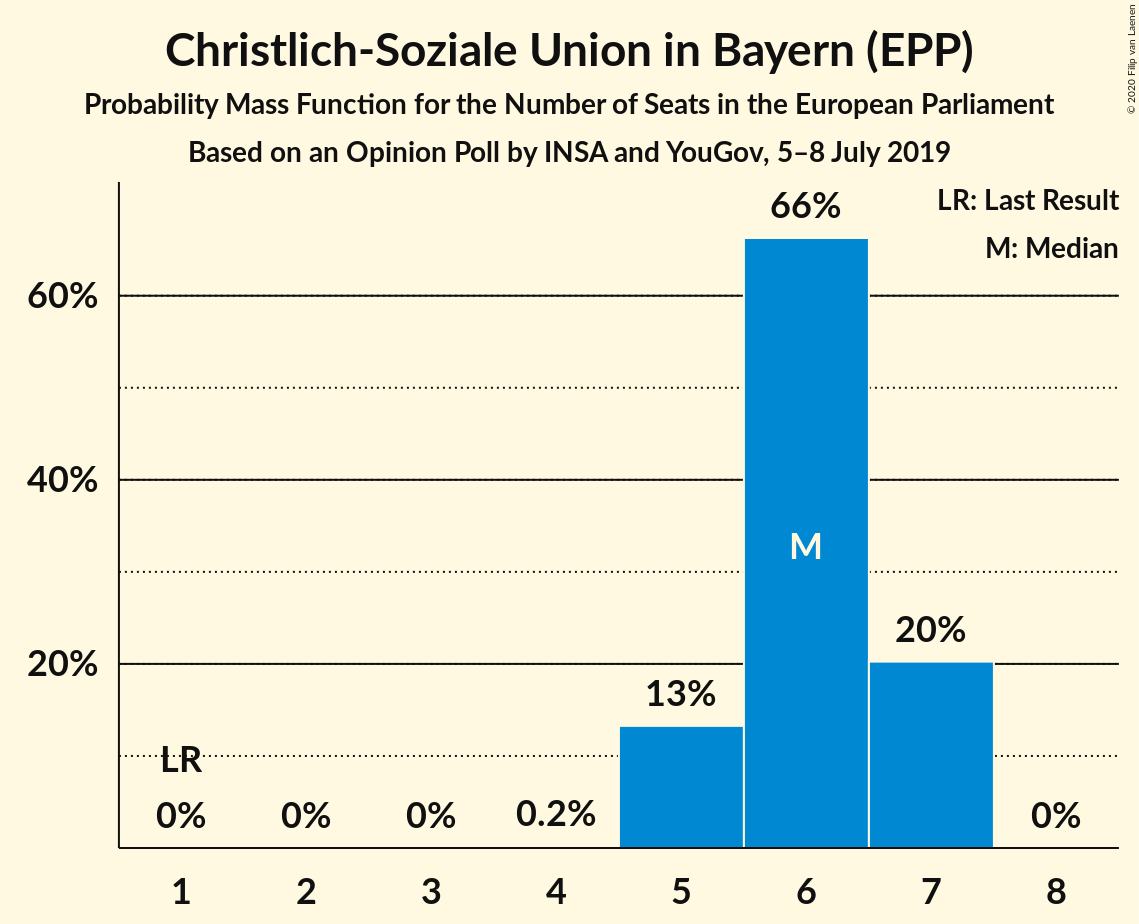 Christlich-Soziale Union in Bayern (EPP)
Probability Mass Function for the Number of Seats in the European Parliament
Based on an Opinion Poll by INSA and YouGov, 5–8 July 2019
© 2020 Filip van Laenen
LR: Last Result
M: Median
66%
60%
40%
M
20%
20%
13%
LR
0%
0%
0%
0.2%
0%
1 2 3 4 5 6 7 8